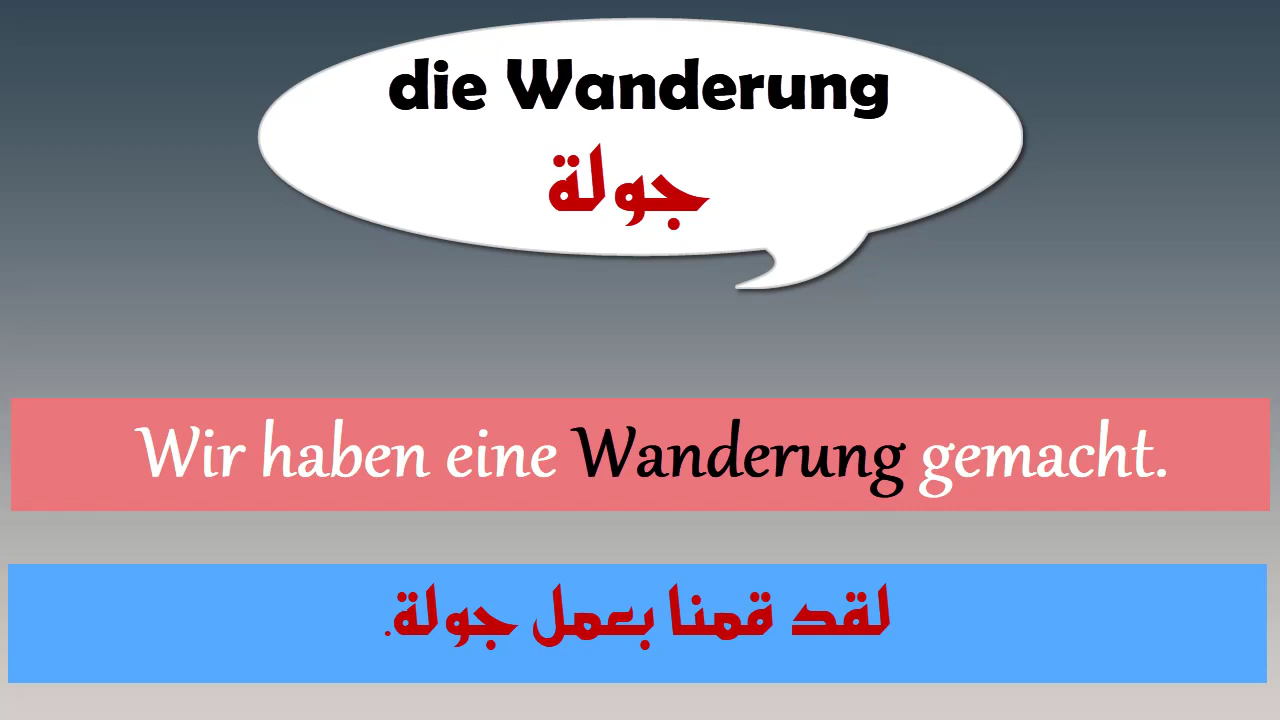 die Wanderung
جولة
Wir haben eine Wanderung gemacht.
لقد قمنا بعمل جولة.